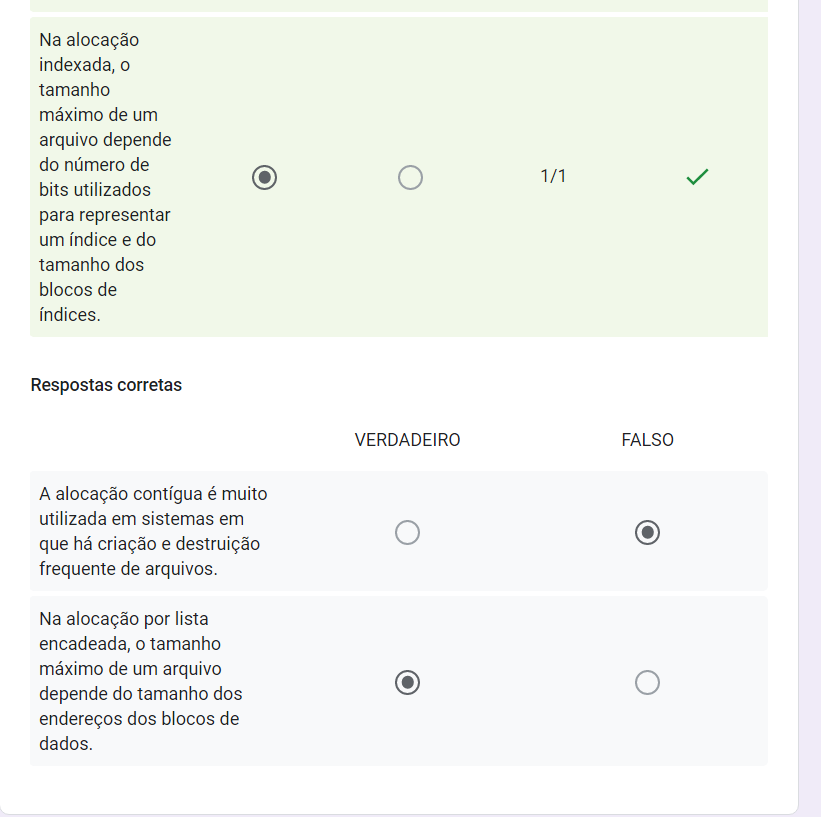 Na alocação
indexada, o
tamanho
máximo de um
arquivo depende
do número de
bits utilizados
para representar
um índice e do
tamanho dos
blocos de
índices.
1/1
Respostas corretas
VERDADEIRO FALSO
A alocação contígua é muito
utilizada em sistemas em
que há criação e destruição
frequente de arquivos.
Na alocação por lista
encadeada, o tamanho
máximo de um arquivo
depende do tamanho dos
endereços dos blocos de
dados.